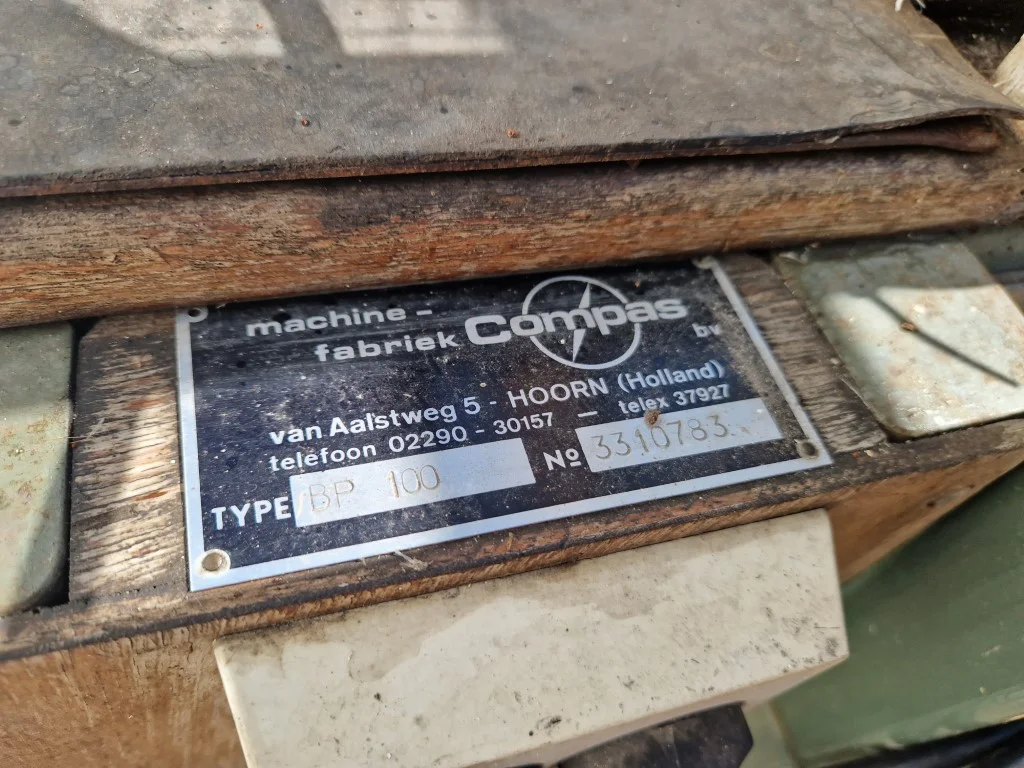 machine -
fabriek Compas bv
van Aalstweg 5 - HOORN (Holland)
telefoon 02290 - 30157 - telex 37927
TYPE BP 100 Nº 3310783